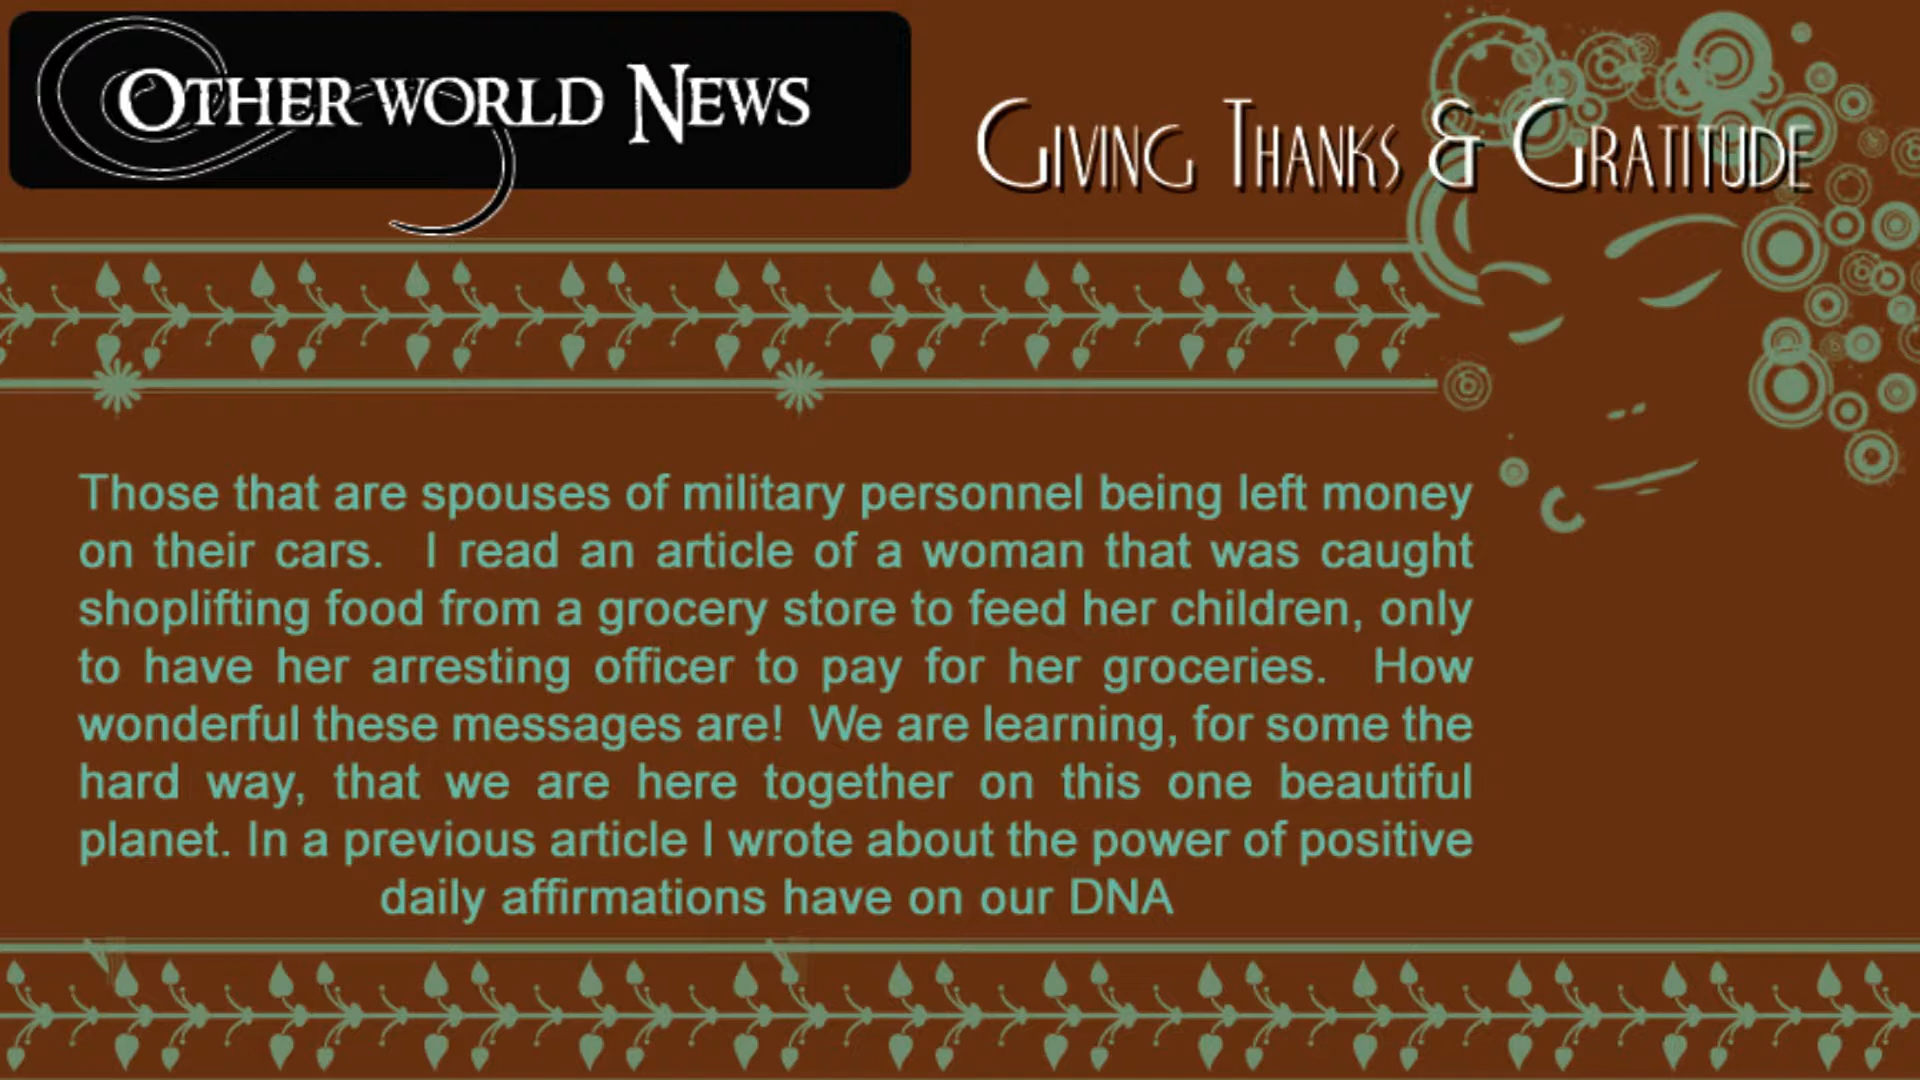 OTHERWORLD NEWS
GIVING THANKS & GRATITUDE
Those that are spouses of military personnel being left money
on their cars.  I read an article of a woman that was caught
shoplifting food from a grocery store to feed her children, only
to have her arresting officer to pay for her groceries.  How
wonderful these messages are!  We are learning, for some the
hard way, that we are here together on this one beautiful
planet. In a previous article I wrote about the power of positive
daily affirmations have on our DNA